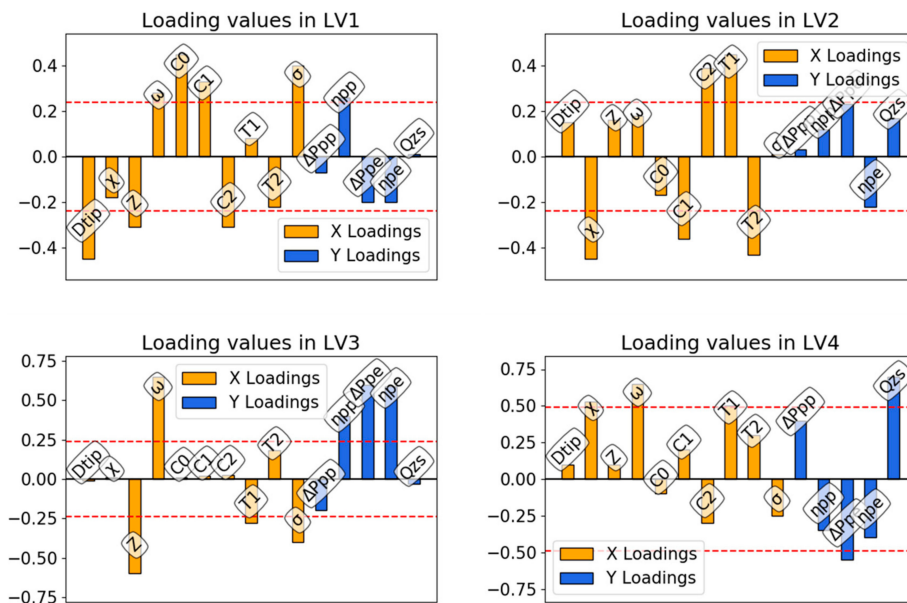 Loading values in LV1
0.4
0.2
0.0
−0.2
−0.4
Dtip
χ
Z
ω
C0
C1
C2
T1
T2
σ
ΔPpp
npp
ΔPpe
npe
Qzs
X Loadings
Y Loadings
Loading values in LV2
0.4
0.2
0.0
−0.2
−0.4
Dtip
χ
Z
ω
C0
C1
C2
T1
T2
ΔPpp
npp
npe
Qzs
X Loadings
Y Loadings
Loading values in LV3
0.75
0.50
0.25
0.00
−0.25
−0.50
−0.75
Dtip
χ
Z
ω
C0
C1
C2
T1
T2
σ
ΔPpp
npp
ΔPpe
npe
Qzs
X Loadings
Y Loadings
Loading values in LV4
0.75
0.50
0.25
0.00
−0.25
−0.50
−0.75
Dtip
χ
Z
ω
C0
C1
C2
T1
T2
σ
ΔPpp
npp
ΔPpe
npe
Qzs
X Loadings
Y Loadings